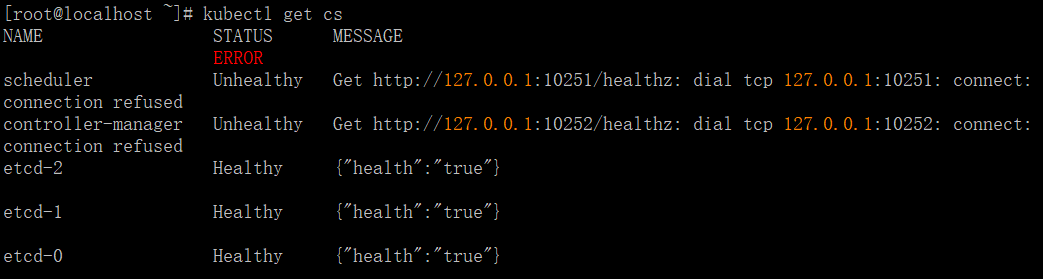 [root@localhost ~]# kubectl get cs
NAME                 STATUS      MESSAGE
                     ERROR
scheduler            Unhealthy   Get http://127.0.0.1:10251/healthz: dial tcp 127.0.0.1:10251: connect:
connection refused
controller-manager   Unhealthy   Get http://127.0.0.1:10252/healthz: dial tcp 127.0.0.1:10252: connect:
connection refused
etcd-2               Healthy     {"health":"true"}
etcd-1               Healthy     {"health":"true"}
etcd-0               Healthy     {"health":"true"}